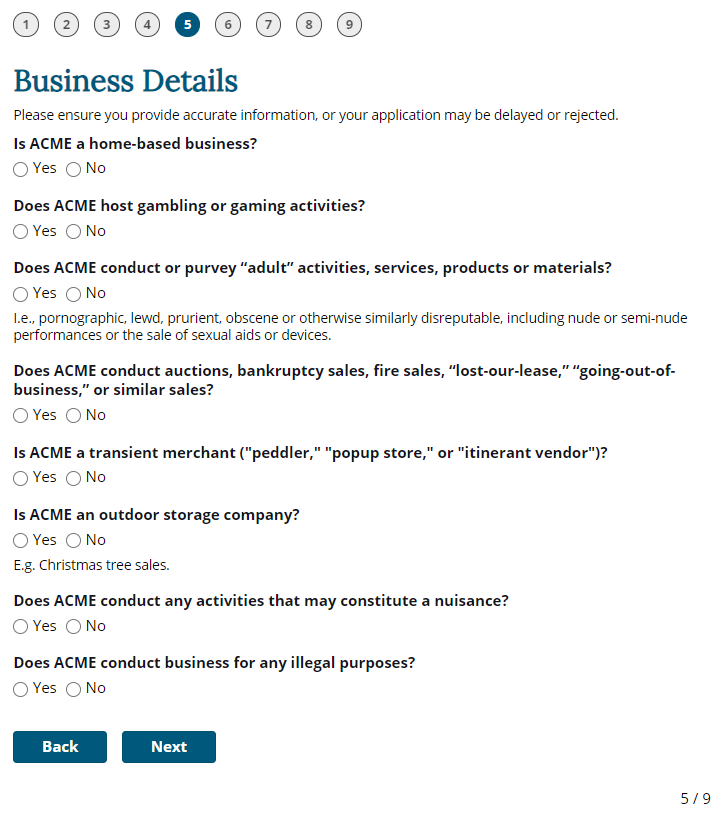 1 2 3 4 5 6 7 8 9
Business Details
Please ensure you provide accurate information, or your application may be delayed or rejected.
Is ACME a home-based business?
Yes No
Does ACME host gambling or gaming activities?
Yes No
Does ACME conduct or purvey “adult” activities, services, products or materials?
Yes No
I.e., pornographic, lewd, prurient, obscene or otherwise similarly disreputable, including nude or semi-nude
performances or the sale of sexual aids or devices.
Does ACME conduct auctions, bankruptcy sales, fire sales, “lost-our-lease,” “going-out-of-
business,” or similar sales?
Yes No
Is ACME a transient merchant ("peddler," "popup store," or "itinerant vendor")?
Yes No
Is ACME an outdoor storage company?
Yes No
E.g. Christmas tree sales.
Does ACME conduct any activities that may constitute a nuisance?
Yes No
Does ACME conduct business for any illegal purposes?
Yes No
Back Next
5 / 9